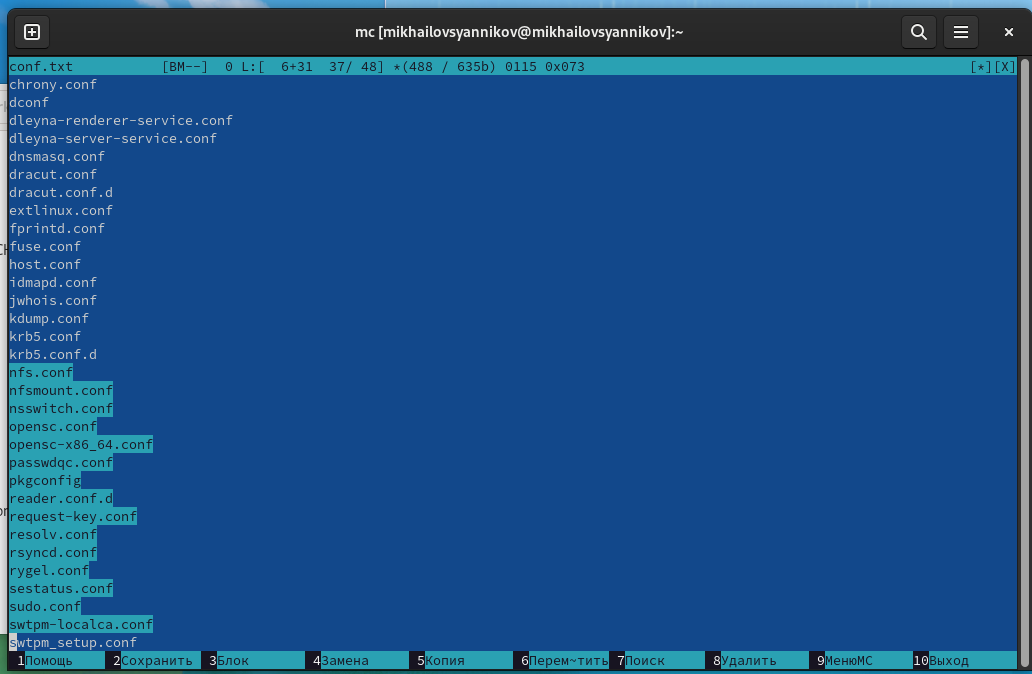 mc [mikhailovsyannikov@mikhailovsyannikov]:~
conf.txt [BM--] 0 L:[ 6+31 37/ 48] *(488 / 635b) 0115 0x073 [*][X]
chrony.conf
dconf
dleyna-renderer-service.conf
dleyna-server-service.conf
dnsmasq.conf
dracut.conf
dracut.conf.d
extlinux.conf
fprintd.conf
fuse.conf
host.conf
idmapd.conf
jwhois.conf
kdump.conf
krb5.conf
krb5.conf.d
nfs.conf
nfsmount.conf
nsswitch.conf
opensc.conf
opensc-x86_64.conf
passwdqc.conf
pkgconfig
reader.conf.d
request-key.conf
resolv.conf
rsyncd.conf
rygel.conf
sestatus.conf
sudo.conf
swtpm-localca.conf
swtpm_setup.conf
1Помощь 2Сохранить 3Блок 4Замена 5Копия 6Перем~тить 7Поиск 8Удалить 9МенюMC 10Выход